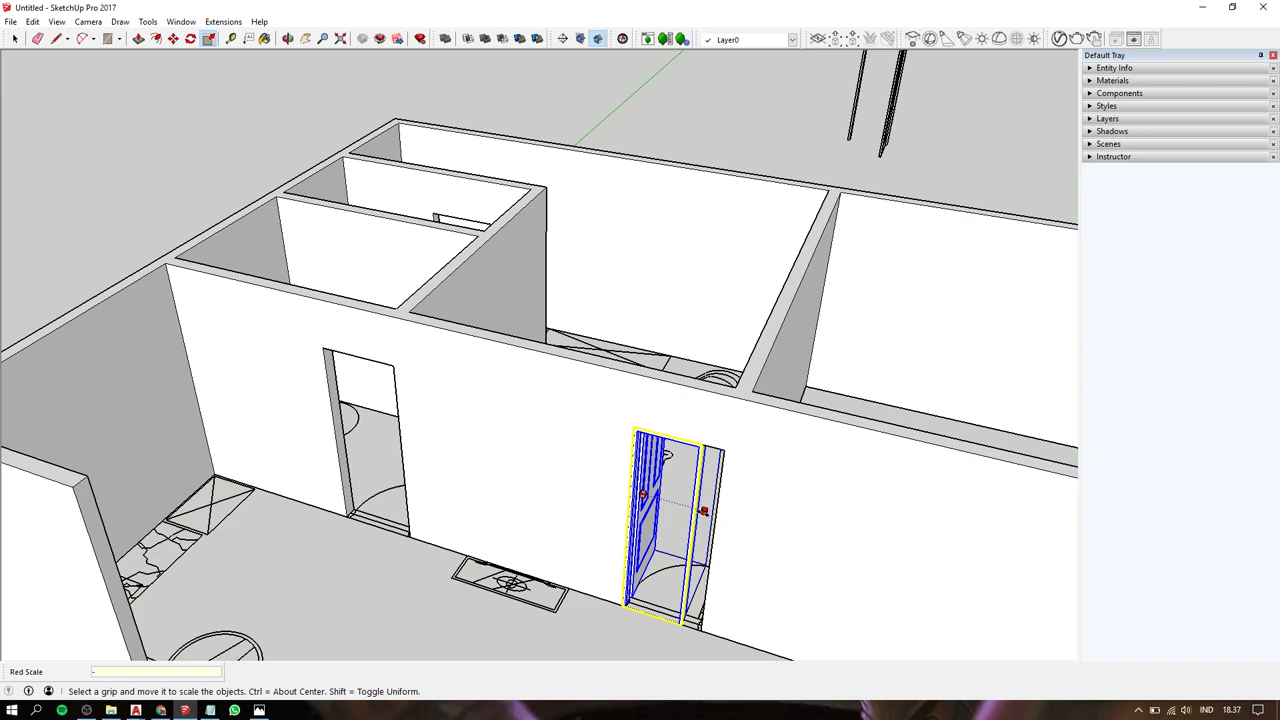 Untitled - SketchUp Pro 2017
File Edit View Camera Draw Tools Window Extensions Help
Layer0
Default Tray
Entity Info
Materials
Components
Styles
Layers
Shadows
Scenes
Instructor
Red Scale -
Select a grip and move it to scale the objects. Ctrl = About Center. Shift = Toggle Uniform.
IND 18.37